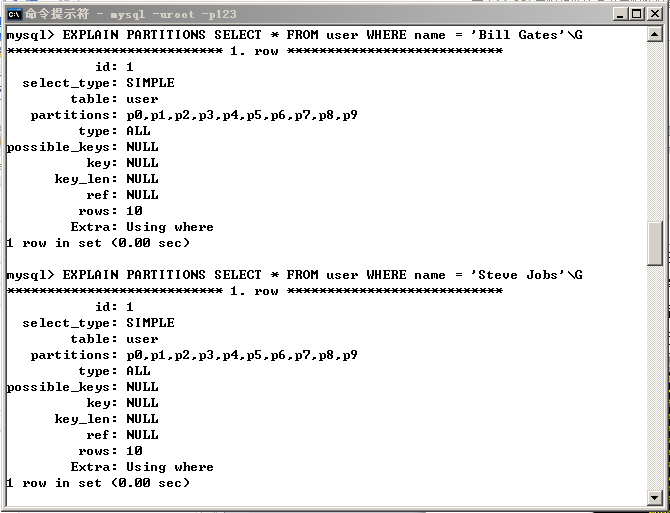 命令提示符 - mysql -uroot -p123
mysql> EXPLAIN PARTITIONS SELECT * FROM user WHERE name = 'Bill Gates'\G
*************************** 1. row ***************************
id: 1
select_type: SIMPLE
table: user
partitions: p0,p1,p2,p3,p4,p5,p6,p7,p8,p9
type: ALL
possible_keys: NULL
key: NULL
key_len: NULL
ref: NULL
rows: 10
Extra: Using where
1 row in set (0.00 sec)
mysql> EXPLAIN PARTITIONS SELECT * FROM user WHERE name = 'Steve Jobs'\G
*************************** 1. row ***************************
id: 1
select_type: SIMPLE
table: user
partitions: p0,p1,p2,p3,p4,p5,p6,p7,p8,p9
type: ALL
possible_keys: NULL
key: NULL
key_len: NULL
ref: NULL
rows: 10
Extra: Using where
1 row in set (0.00 sec)